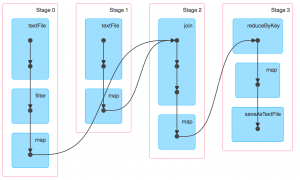 Stage 0
textFile
filter
map
Stage 1
textFile
map
Stage 2
join
map
Stage 3
reduceByKey
map
saveAsTextFile